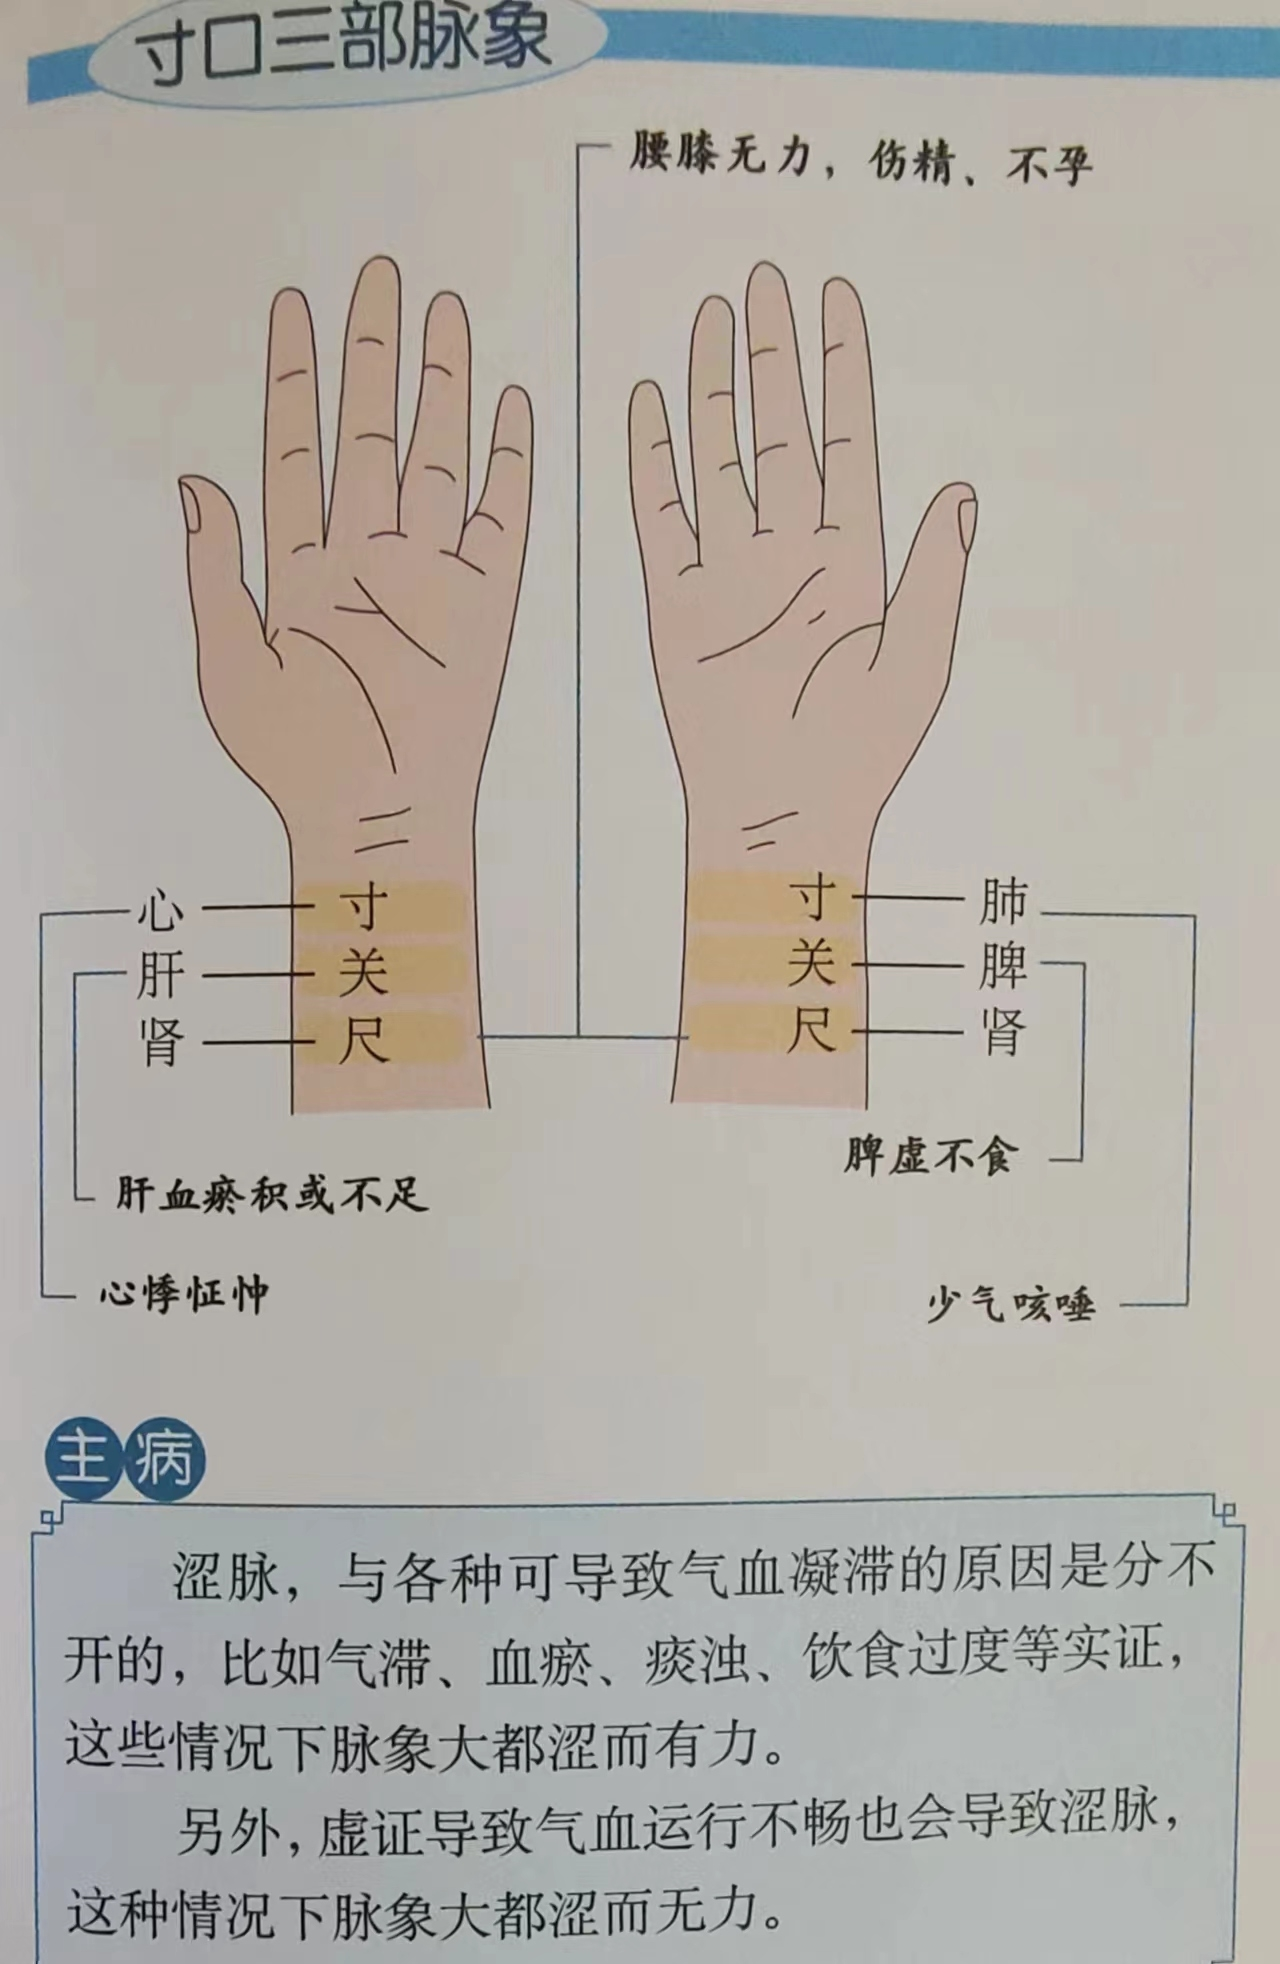 寸口三部脉象
腰膝无力，伤精、不孕
心 寸
肝 关
肾 尺
寸 肺
关 脾
尺 肾
脾虚不食
肝血瘀积或不足
心悸怔忡
少气咳唾
主病
涩脉，与各种可导致气血凝滞的原因是分不
开的，比如气滞、血瘀、痰浊、饮食过度等实证，
这些情况下脉象大都涩而有力。
另外，虚证导致气血运行不畅也会导致涩脉，
这种情况下脉象大都涩而无力。